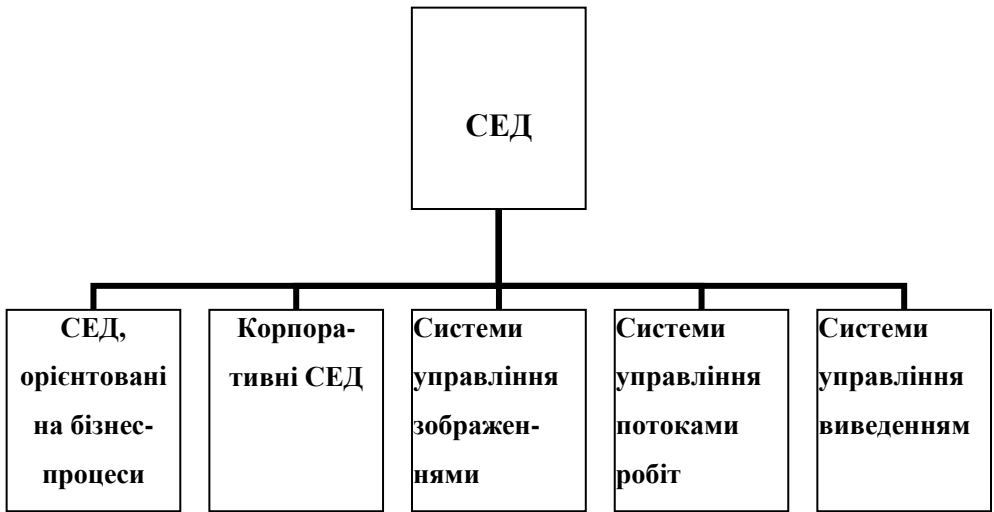 СЕД
СЕД,
орієнтовані
на бізнес-
процеси
Корпора-
тивні СЕД
Системи
управління
зображен-
нями
Системи
управління
потоками
робіт
Системи
управління
виведенням